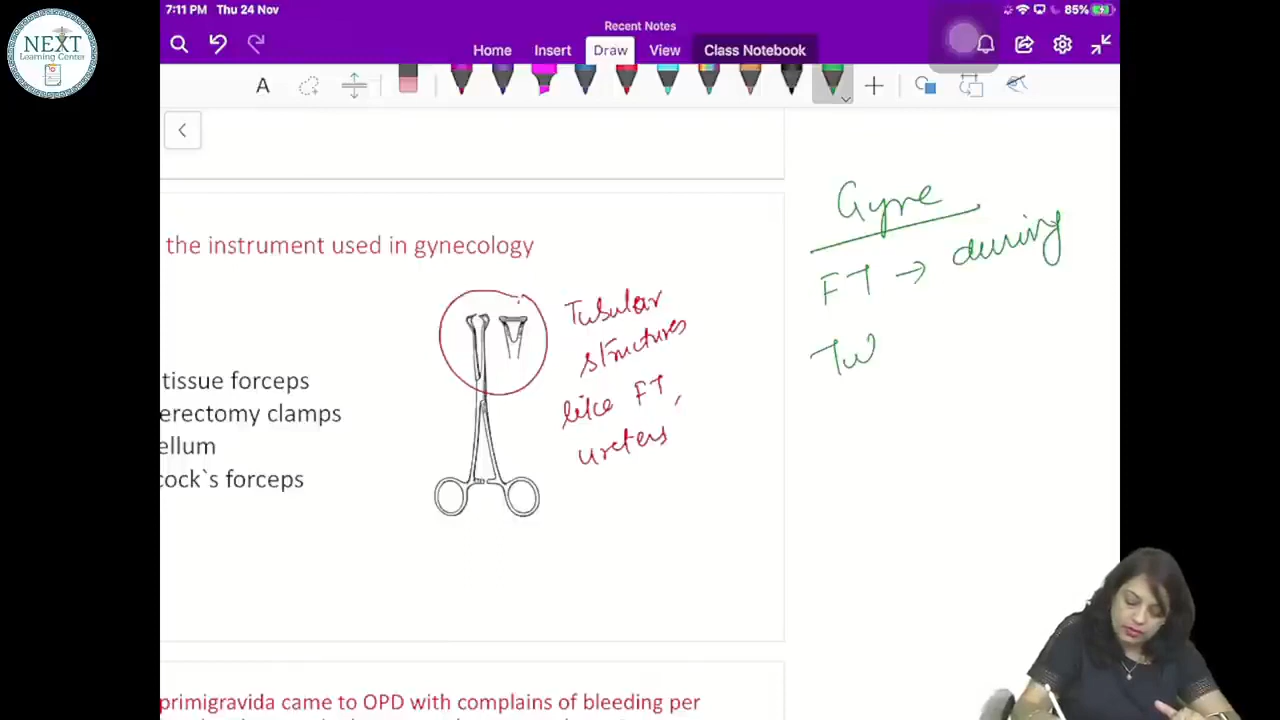 7:11 PM Thu 24 Nov
85%
NEXT
Learning Center
Recent Notes
Home Insert Draw View Class Notebook
A
the instrument used in gynecology
tissue forceps
erectomy clamps
ellum
cock`s forceps
Tubular
structures
like FT,
ureters
Gyne
FT → during
primigravida came to OPD with complains of bleeding per